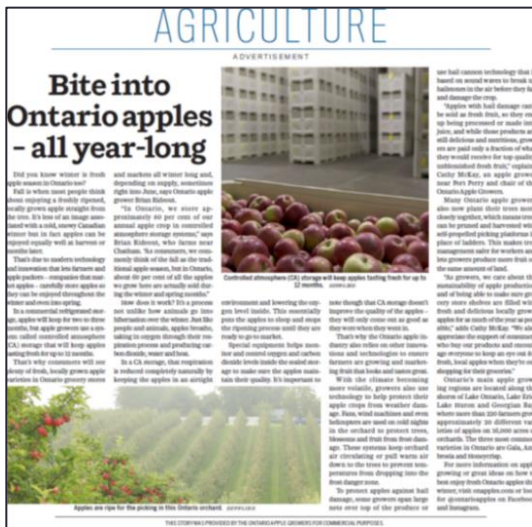 AGRICULTURE
ADVERTISEMENT
Bite into
Ontario apples
– all year-long
Did you know winter is fresh
apple season in Ontario too?
Fall is when most people think
about enjoying a freshly ripened,
locally grown apple straight from
the tree. It's less of an image asso-
ciated with a cold, snowy Canadian
winter but in fact apples can be
enjoyed equally well at harvest or
months later.
That's due to modern technology
and innovation that lets farmers and
apple packers – companies that mar-
ket apples – carefully store apples so
they can be enjoyed throughout the
winter and even into spring.
In a commercial refrigerated stor-
age, apples will keep for two to three
months, but apple growers use a sys-
tem called controlled atmosphere
(CA) storage that will keep apples
tasting fresh for up to 12 months.
That's why consumers will see
plenty of fresh, locally grown apple
varieties in Ontario grocery stores
and markets all winter long and,
depending on supply, sometimes
right into June, says Ontario apple
grower Brian Rideout.
"In Ontario, we store ap-
proximately 60 per cent of our
annual apple crop in controlled
atmosphere storage systems," says
Brian Rideout, who farms near
Chatham. "As consumers, we com-
monly think of the fall as the tradi-
tional apple season, but in Ontario,
about 60 per cent of all the apples
we grow here are actually sold dur-
ing the winter and spring months."
How does it work? It's a process
not unlike how animals go into
hibernation over the winter. Just like
people and animals, apples breathe,
taking in oxygen through their res-
piration process and producing car-
bon dioxide, water and heat.
In a CA storage, that respiration
is reduced completely naturally by
keeping the apples in an airtight
Controlled atmosphere (CA) storage will keep apples tasting fresh for up to
12 months.
environment and lowering the oxy-
gen level inside. This essentially
puts the apples to sleep and stops
the ripening process until they are
ready to go to market.
Special equipment helps mon-
itor and control oxygen and carbon
dioxide levels inside the sealed stor-
age to make sure the apples main-
tain their quality. It's important to
note though that CA storage doesn't
improve the quality of the apples –
they will only come out as good as
they were when they went in.
That's why the Ontario apple in-
dustry also relies on other innova-
tions and technologies to ensure
farmers are growing and market-
ing fruit that looks and tastes great.
With the climate becoming
more volatile, growers also use
technology to help protect their
apple crops from weather dam-
age. Fans, wind machines and even
helicopters are used on cold nights
in the orchard to protect trees,
blossoms and fruit from frost dam-
age. These systems keep orchard
air circulating or pull warm air
down to the trees to prevent tem-
peratures from dropping into the
frost danger zone.
To protect apples against hail
damage, some growers span large
nets over top of the produce or
use hail cannon technology that is
based on sound waves to break up
hailstones in the air before they fall
and damage the crop.
"Apples with hail damage can't
be sold as fresh fruit, so they end
up being processed or made into
juice, and while those products are
still delicious and nutritious, grow-
ers are paid only a fraction of what
they would receive for top quality,
unblemished fresh fruit," explains
Cathy McKay, an apple grower
near Port Perry and chair of the
Ontario Apple Growers.
Many Ontario apple growers
also now plant their trees more
closely together, which means they
can be pruned and harvested with
self-propelled picking platforms in
place of ladders. This makes tree
management safer for workers and
lets growers produce more fruit on
the same amount of land.
"As growers, we care about the
sustainability of apple production
and of being able to make sure gro-
cery store shelves are filled with
fresh and delicious locally grown
apples for as much of the year as pos-
sible," adds Cathy McKay. "We also
appreciate the support of consumers
who buy our products and encour-
age everyone to keep an eye out for
fresh, local apples when they're out
shopping for their groceries."
Ontario's main apple grow-
ing regions are located along the
shores of Lake Ontario, Lake Erie,
Lake Huron and Georgian Bay,
where more than 220 farmers grow
approximately 20 different var-
ieties of apples on 16,000 acres of
orchards. The three most common
varieties in Ontario are Gala, Am-
brosia and Honeycrisp.
For more information on apple
growing or great ideas on how to
best enjoy fresh Ontario apples this
winter, visit onapples.com or look
for @ontarioapples on Facebook
and Instagram.
Apples are ripe for the picking in this Ontario orchard.
THIS STORY WAS PROVIDED BY THE ONTARIO APPLE GROWERS FOR COMMERCIAL PURPOSES.